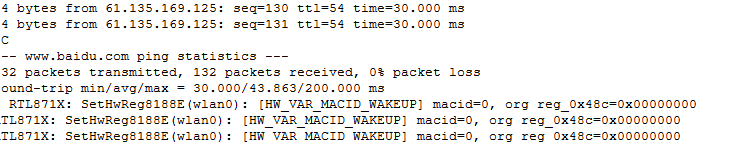 4 bytes from 61.135.169.125: seq=130 ttl=54 time=30.000 ms
4 bytes from 61.135.169.125: seq=131 ttl=54 time=30.000 ms
C
-- www.baidu.com ping statistics ---
32 packets transmitted, 132 packets received, 0% packet loss
ound-trip min/avg/max = 30.000/43.863/200.000 ms
RTL871X: SetHwReg8188E(wlan0): [HW_VAR_MACID_WAKEUP] macid=0, org reg_0x48c=0x00000000
TL871X: SetHwReg8188E(wlan0): [HW_VAR_MACID_WAKEUP] macid=0, org reg_0x48c=0x00000000
TL871X: SetHwReg8188E(wlan0): [HW_VAR_MACID_WAKEUP] macid=0, org reg_0x48c=0x00000000